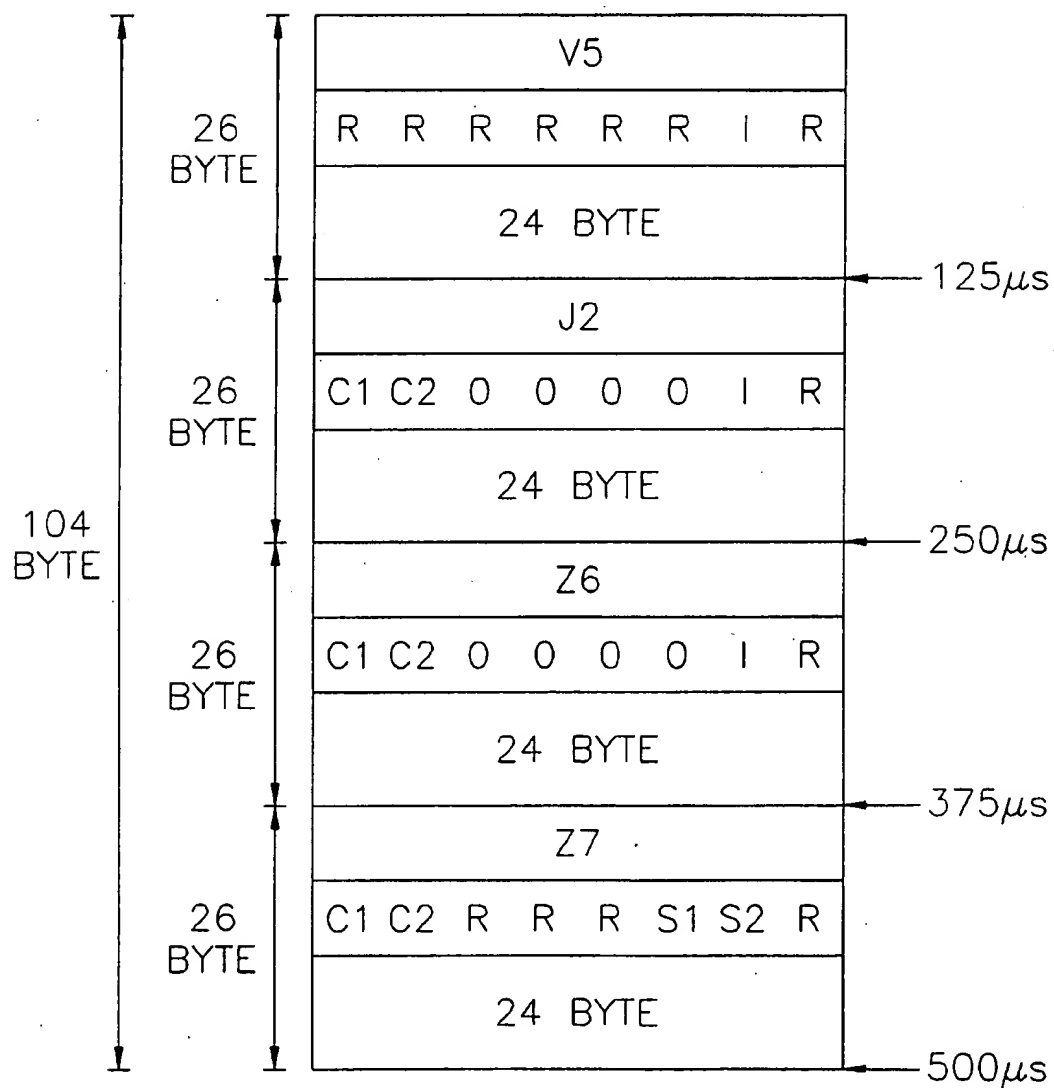 V5
26
BYTE
R R R R R R I R
24 BYTE
125μs
J2
26
BYTE
C1 C2 0 0 0 0 I R
24 BYTE
104
BYTE
250μs
Z6
26
BYTE
C1 C2 0 0 0 0 I R
24 BYTE
375μs
Z7
26
BYTE
C1 C2 R R R S1 S2 R
24 BYTE
500μs